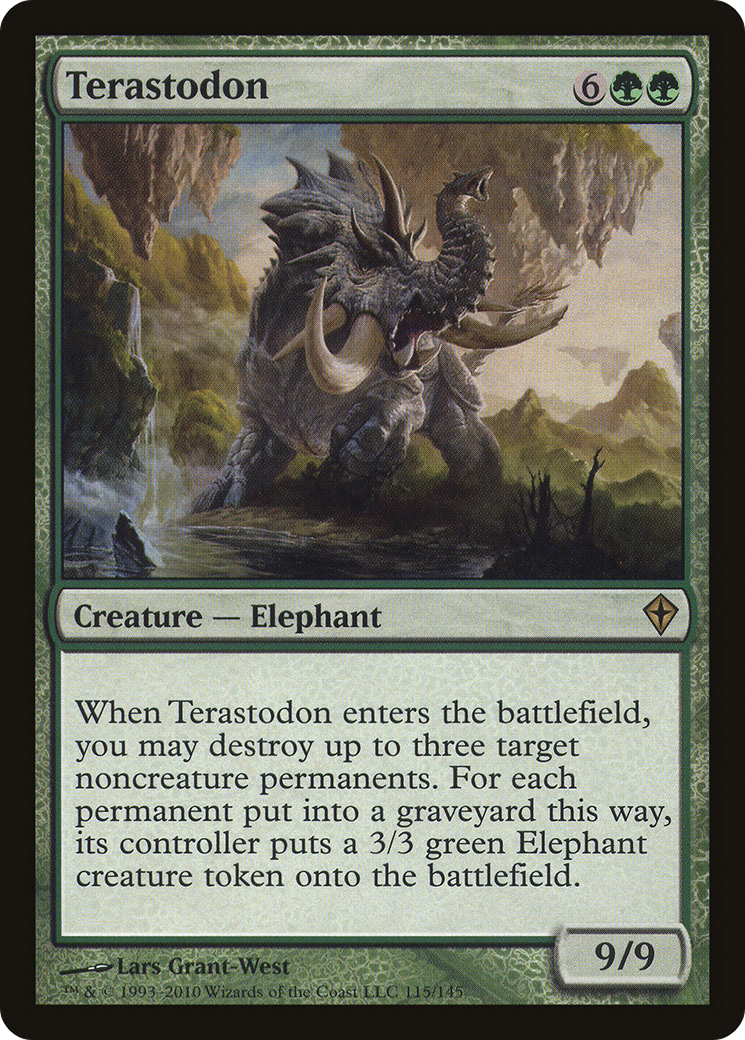 Terastodon 6
Creature — Elephant
When Terastodon enters the battlefield,
you may destroy up to three target
noncreature permanents. For each
permanent put into a graveyard this way,
its controller puts a 3/3 green Elephant
creature token onto the battlefield.
9/9
Lars Grant-West
™ & © 1993–2010 Wizards of the Coast LLC 115/145